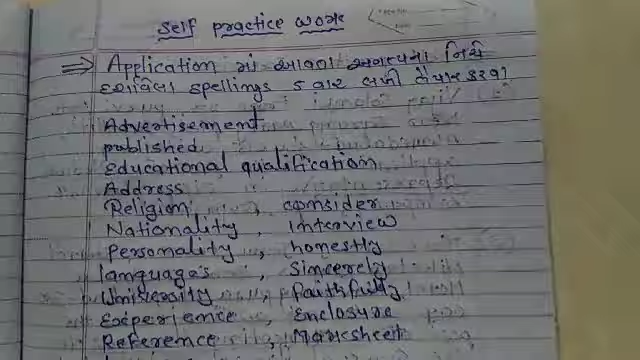 Self practice work
⇒ Application માં આવતા અગત્યના નિચે
દર્શાવેલા spellings 5 વાર લખી તૈયાર કરવા
Advertisement
published
Educational qualification
Address
Religion, consider
Nationality, Interview
Personality, honestly
languages, Sincerely
University, Faithfully
Experience, Enclosure
Reference, Marksheet